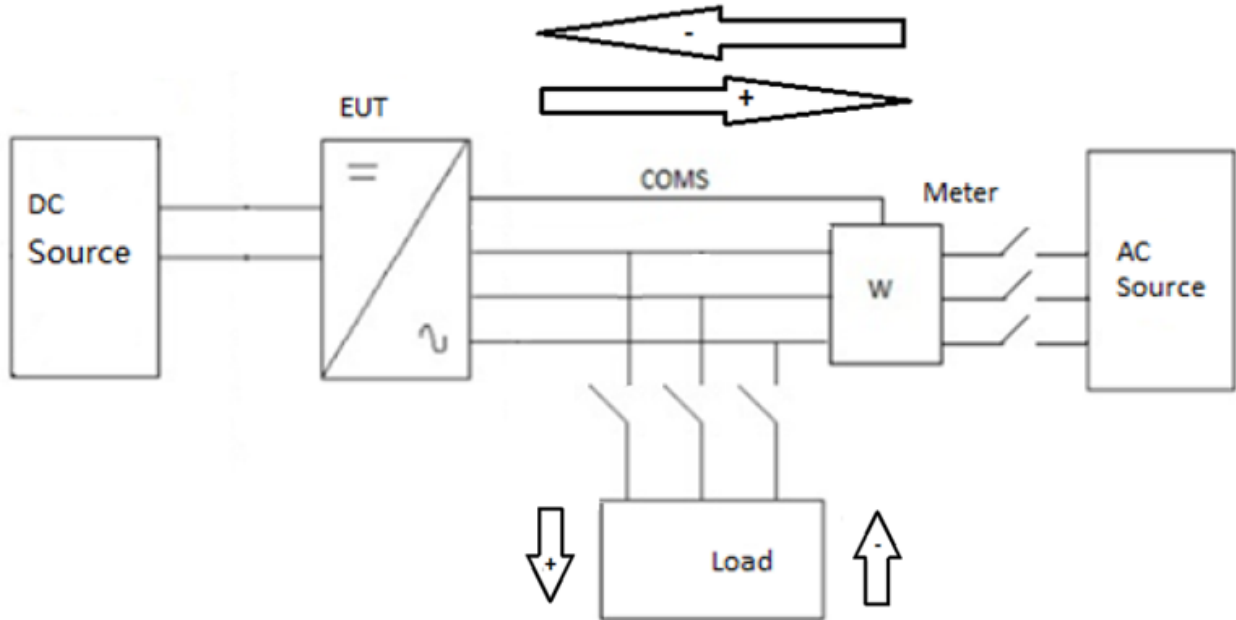 -
+
EUT
COMS
Meter
DC
Source
W
AC
Source
+
Load
-